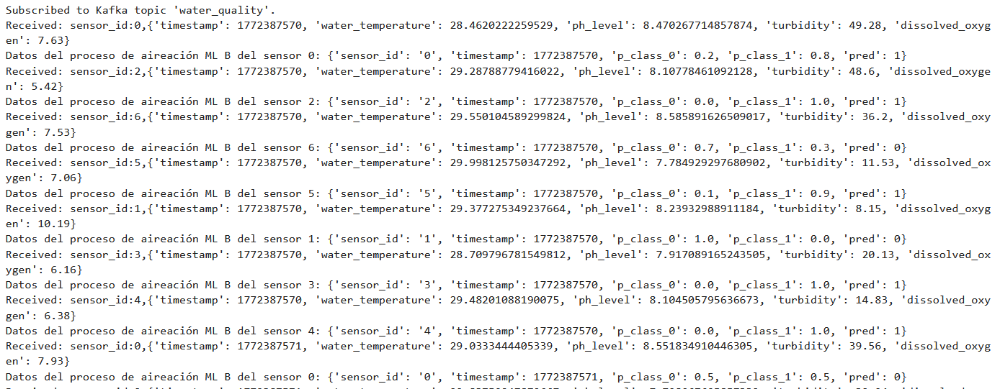 Subscribed to Kafka topic 'water_quality'.
Received: sensor_id:0,{'timestamp': 1772387570, 'water_temperature': 28.4620222259529, 'ph_level': 8.470267714857874, 'turbidity': 49.28, 'dissolved_oxyg
en': 7.63}
Datos del proceso de aireación ML B del sensor 0: {'sensor_id': '0', 'timestamp': 1772387570, 'p_class_0': 0.2, 'p_class_1': 0.8, 'pred': 1}
Received: sensor_id:2,{'timestamp': 1772387570, 'water_temperature': 29.28788779416022, 'ph_level': 8.10778461092128, 'turbidity': 48.6, 'dissolved_oxyge
n': 5.42}
Datos del proceso de aireación ML B del sensor 2: {'sensor_id': '2', 'timestamp': 1772387570, 'p_class_0': 0.0, 'p_class_1': 1.0, 'pred': 1}
Received: sensor_id:6,{'timestamp': 1772387570, 'water_temperature': 29.550104589299824, 'ph_level': 8.585891626509017, 'turbidity': 36.2, 'dissolved_oxy
gen': 7.53}
Datos del proceso de aireación ML B del sensor 6: {'sensor_id': '6', 'timestamp': 1772387570, 'p_class_0': 0.7, 'p_class_1': 0.3, 'pred': 0}
Received: sensor_id:5,{'timestamp': 1772387570, 'water_temperature': 29.998125750347292, 'ph_level': 7.784929297680902, 'turbidity': 11.53, 'dissolved_ox
ygen': 7.06}
Datos del proceso de aireación ML B del sensor 5: {'sensor_id': '5', 'timestamp': 1772387570, 'p_class_0': 0.1, 'p_class_1': 0.9, 'pred': 1}
Received: sensor_id:1,{'timestamp': 1772387570, 'water_temperature': 29.377275349237664, 'ph_level': 8.23932988911184, 'turbidity': 8.15, 'dissolved_oxyg
en': 10.19}
Datos del proceso de aireación ML B del sensor 1: {'sensor_id': '1', 'timestamp': 1772387570, 'p_class_0': 1.0, 'p_class_1': 0.0, 'pred': 0}
Received: sensor_id:3,{'timestamp': 1772387570, 'water_temperature': 28.709796781549812, 'ph_level': 7.917089165243505, 'turbidity': 20.13, 'dissolved_ox
ygen': 6.16}
Datos del proceso de aireación ML B del sensor 3: {'sensor_id': '3', 'timestamp': 1772387570, 'p_class_0': 0.0, 'p_class_1': 1.0, 'pred': 1}
Received: sensor_id:4,{'timestamp': 1772387570, 'water_temperature': 29.48201088190075, 'ph_level': 8.104505795636673, 'turbidity': 14.83, 'dissolved_oxy
gen': 6.38}
Datos del proceso de aireación ML B del sensor 4: {'sensor_id': '4', 'timestamp': 1772387570, 'p_class_0': 0.0, 'p_class_1': 1.0, 'pred': 1}
Received: sensor_id:0,{'timestamp': 1772387571, 'water_temperature': 29.0333444405339, 'ph_level': 8.551834910446305, 'turbidity': 39.56, 'dissolved_oxyg
en': 7.93}
Datos del proceso de aireación ML B del sensor 0: {'sensor_id': '0', 'timestamp': 1772387571, 'p_class_0': 0.5, 'p_class_1': 0.5, 'pred': 0}